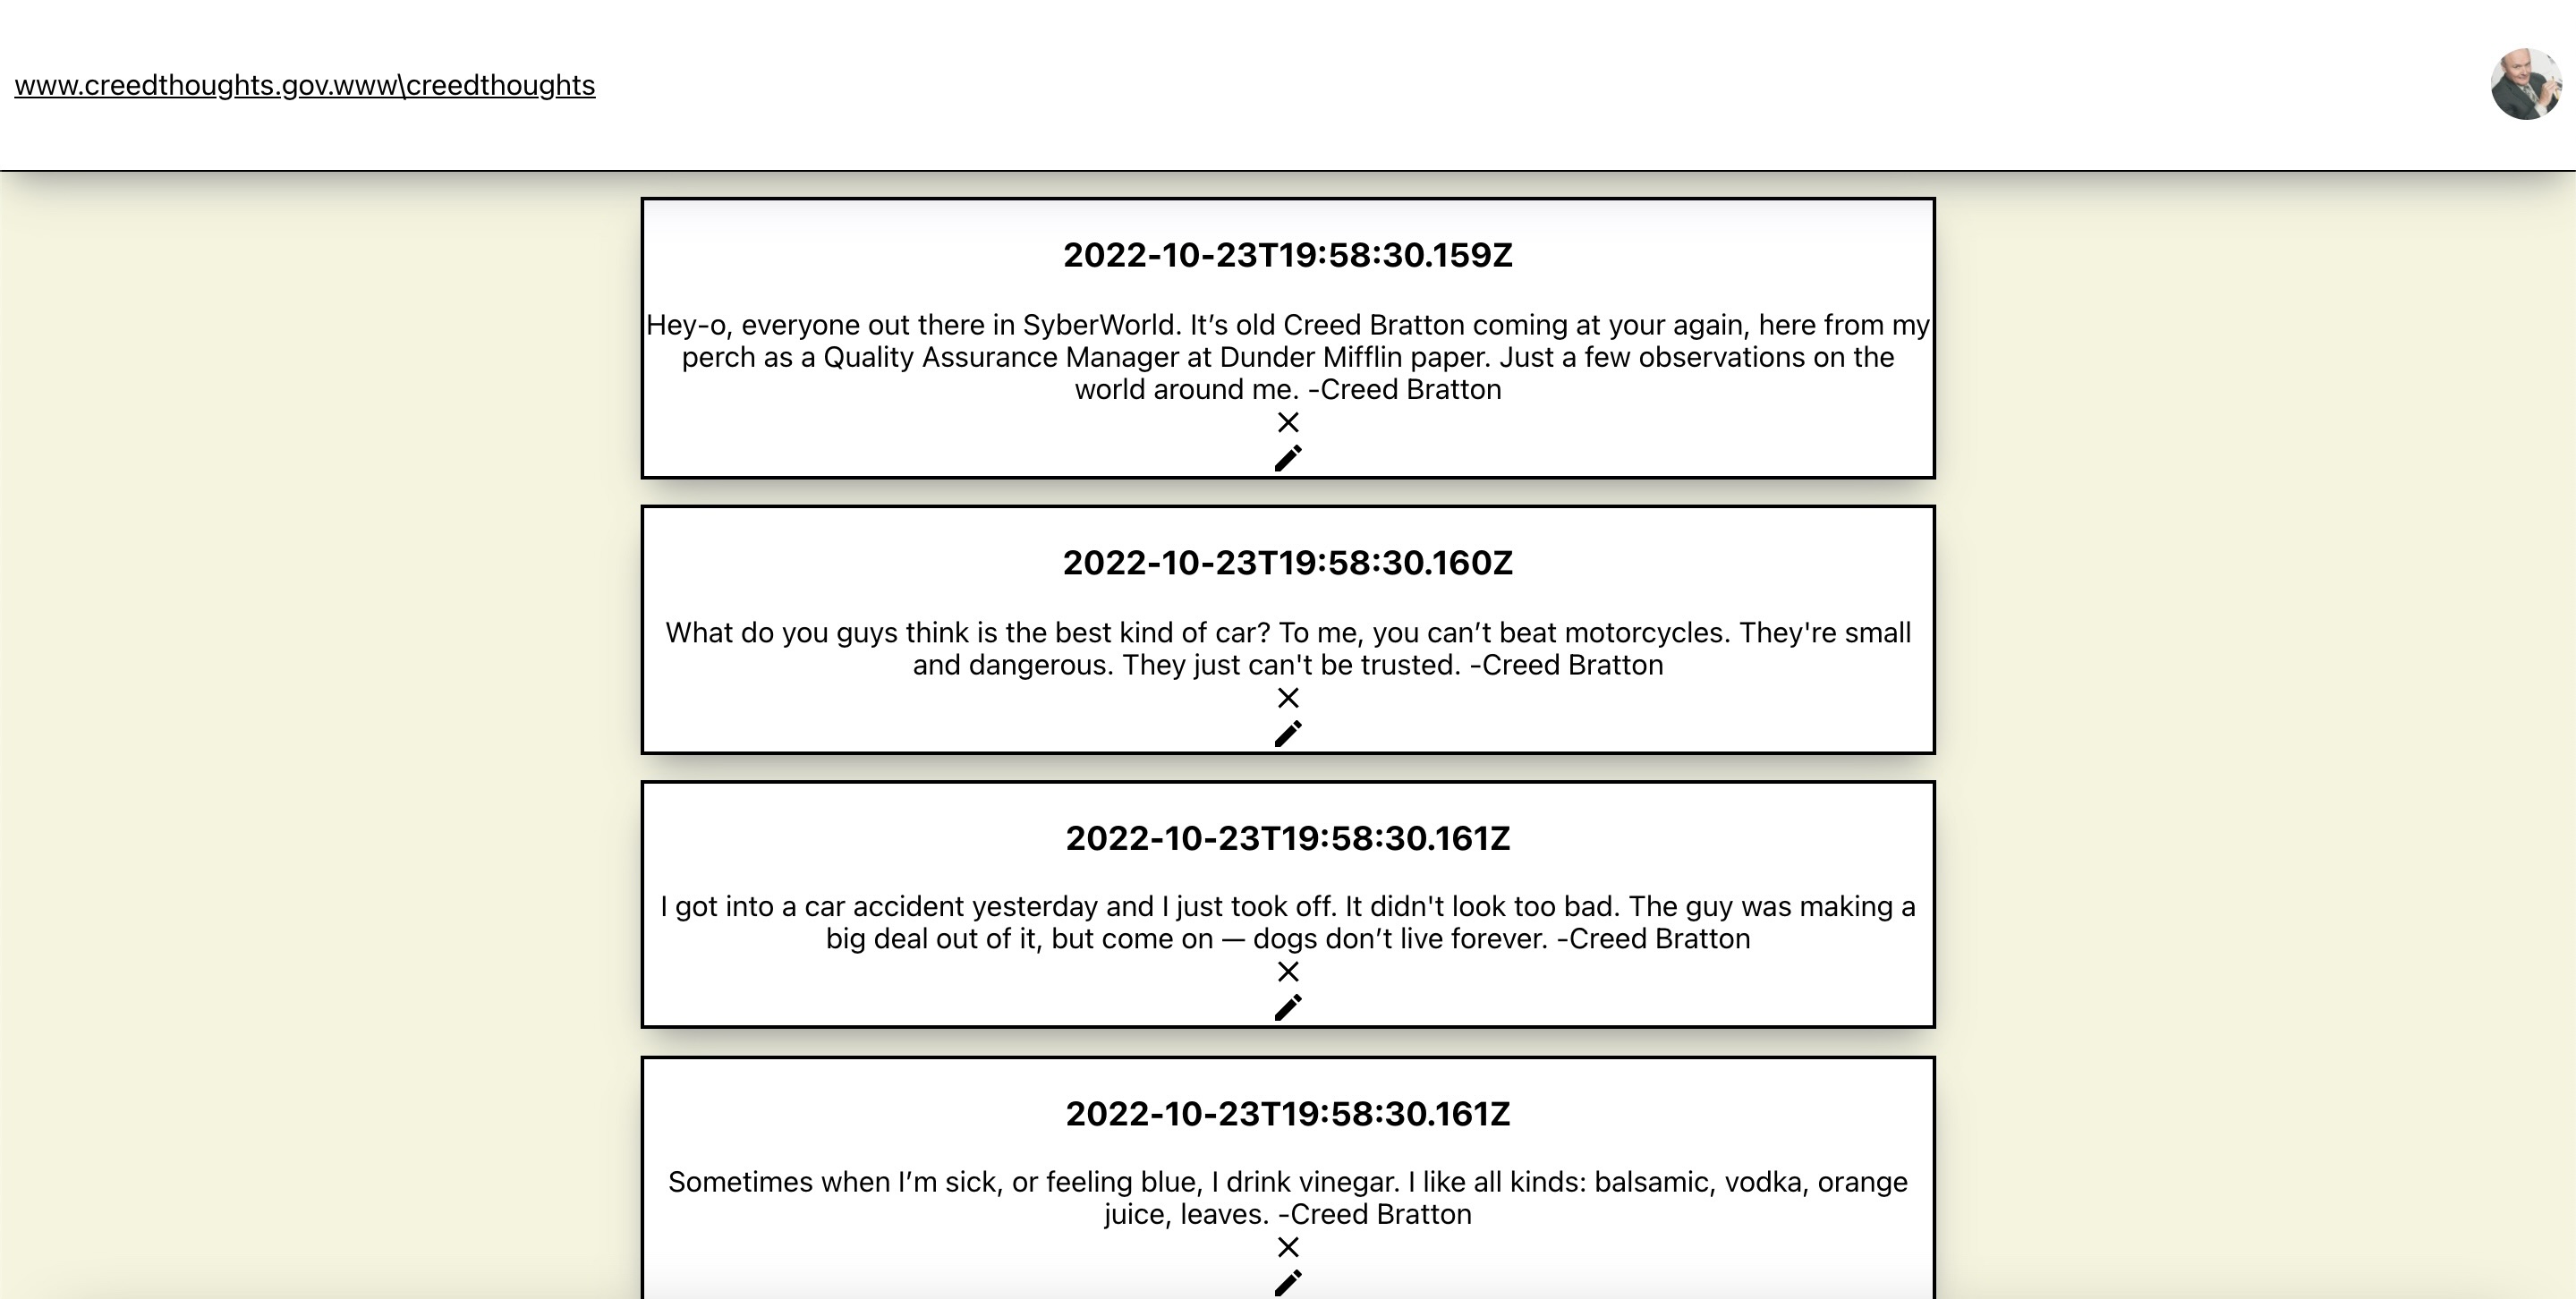 www.creedthoughts.gov.www\creedthoughts
2022-10-23T19:58:30.159Z
Hey-o, everyone out there in SyberWorld. It’s old Creed Bratton coming at your again, here from my
perch as a Quality Assurance Manager at Dunder Mifflin paper. Just a few observations on the
world around me. -Creed Bratton
2022-10-23T19:58:30.160Z
What do you guys think is the best kind of car? To me, you can’t beat motorcycles. They're small
and dangerous. They just can't be trusted. -Creed Bratton
2022-10-23T19:58:30.161Z
I got into a car accident yesterday and I just took off. It didn't look too bad. The guy was making a
big deal out of it, but come on — dogs don’t live forever. -Creed Bratton
2022-10-23T19:58:30.161Z
Sometimes when I’m sick, or feeling blue, I drink vinegar. I like all kinds: balsamic, vodka, orange
juice, leaves. -Creed Bratton